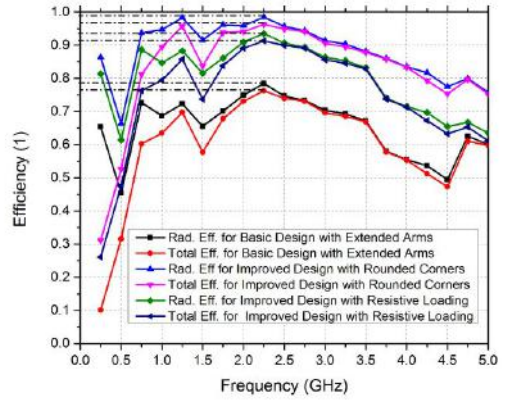 1.0
0.9
0.8
0.7
0.6
0.5
0.4
0.3
0.2
0.1
0.0
Efficiency (1)
Rad. Eff. for Basic Design with Extended Arms
Total Eff. for Basic Design with Extended Arms
Rad. Eff for Improved Design with Rounded Corners
Total Eff. for Improved Design with Rounded Corners
Rad. Eff. for Improved Design with Resistive Loading
Total Eff. for Improved Design with Resistive Loading
0.0 0.5 1.0 1.5 2.0 2.5 3.0 3.5 4.0 4.5 5.0
Frequency (GHz)